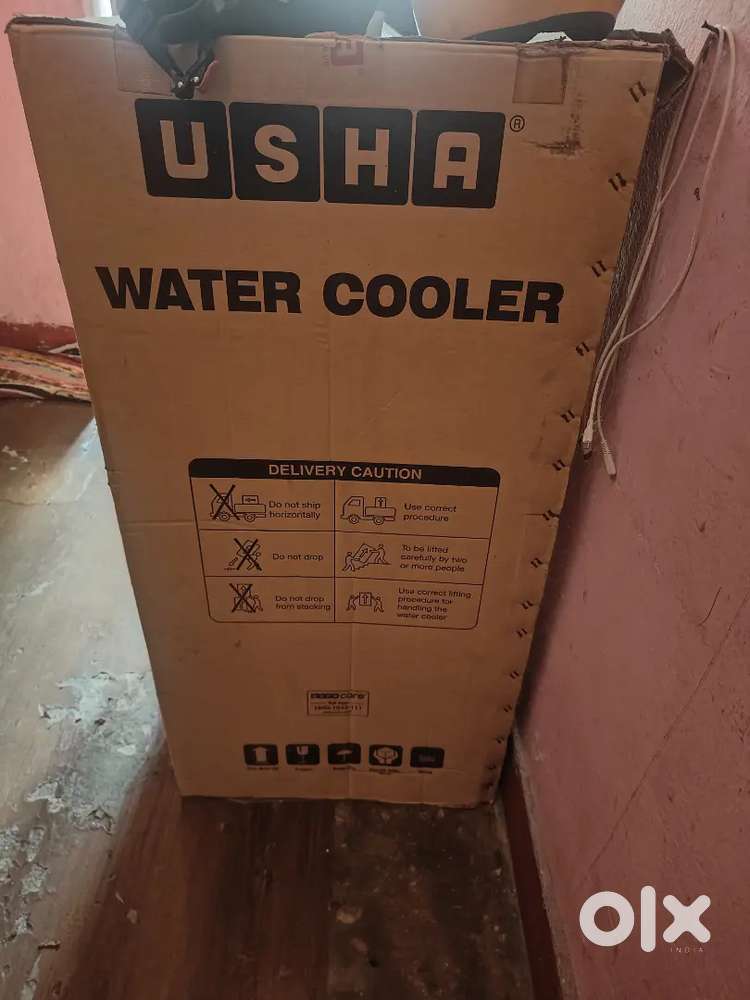 USHA®
WATER COOLER
DELIVERY CAUTION
Do not ship
horizontally
Use correct
procedure
Do not drop
To be lifted
carefully by two
or more people
Do not drop
from stacking
Use correct lifting
procedure for
handling the
water cooler
care
olx
INDIA